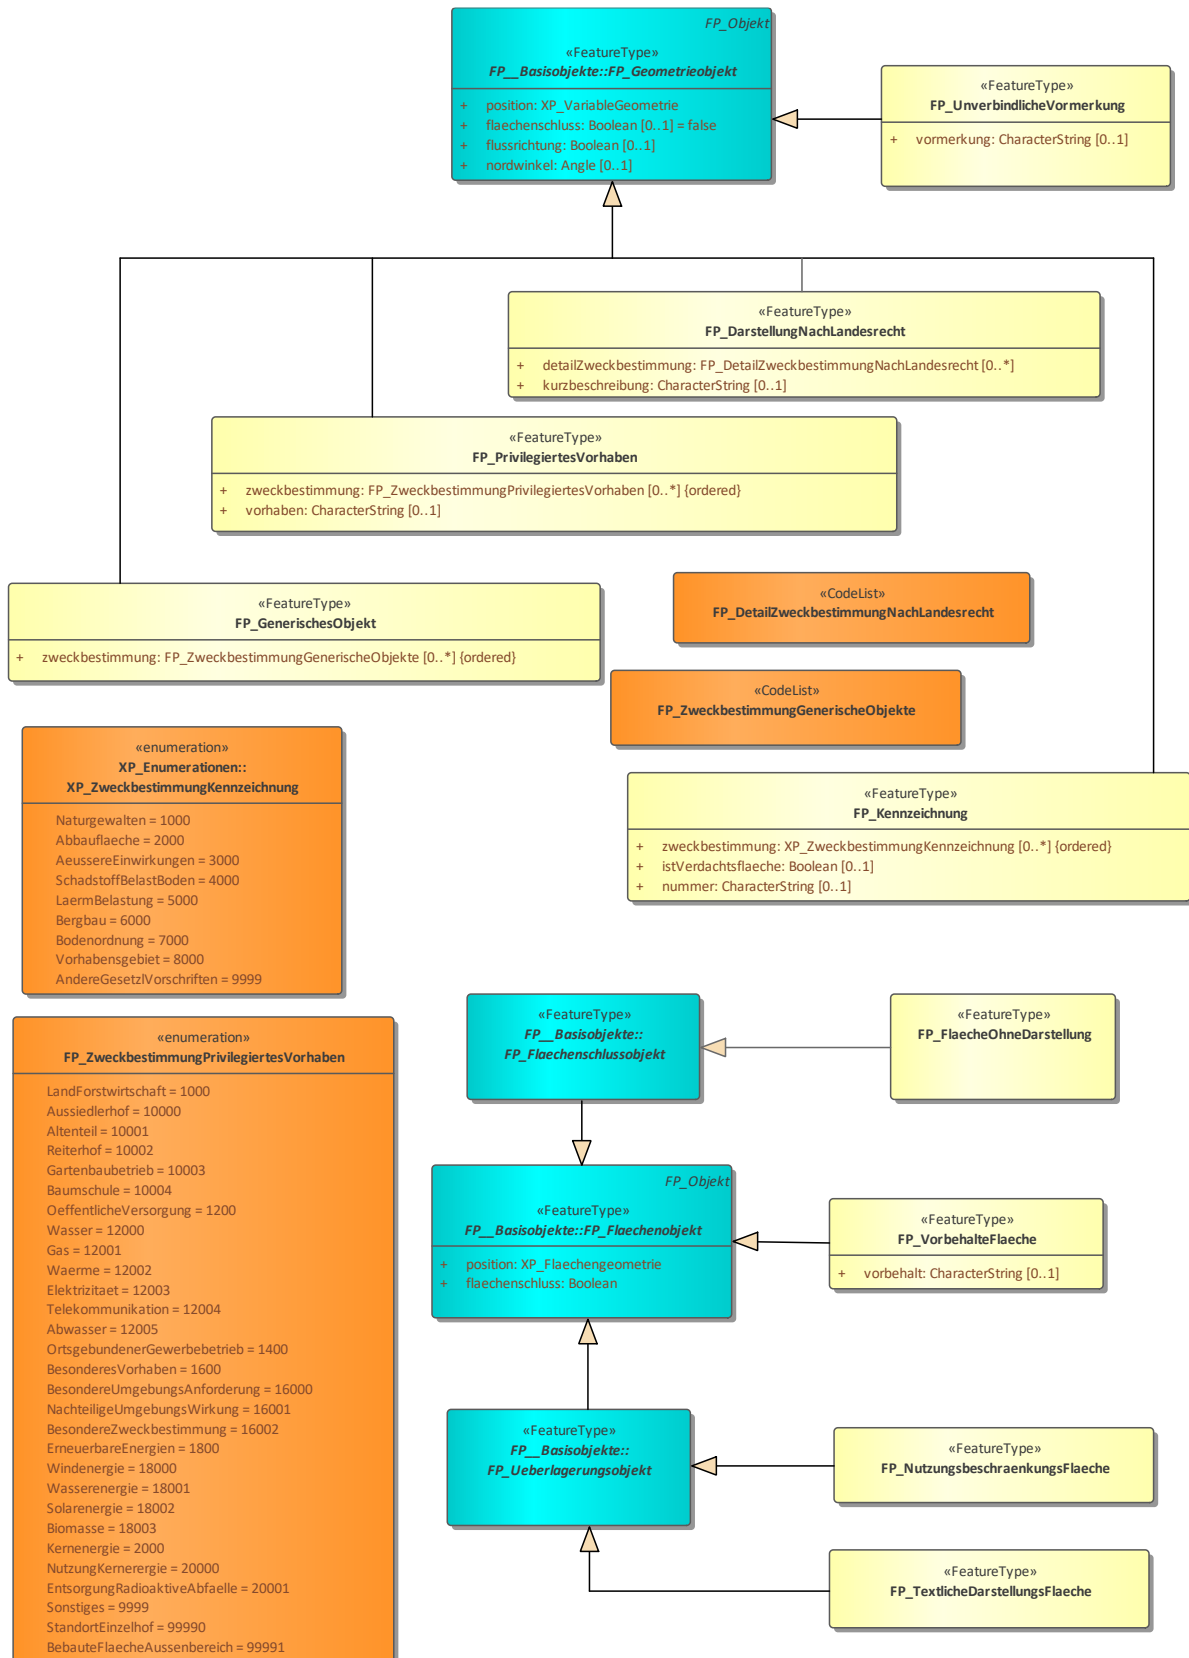 FP_Objekt
«FeatureType»
FP__Basisobjekte::FP_Geometrieobjekt
+ position: XP_VariableGeometrie
+ flaechenschluss: Boolean [0..1] = false
+ flussrichtung: Boolean [0..1]
+ nordwinkel: Angle [0..1]
«FeatureType»
FP_UnverbindlicheVormerkung
+ vormerkung: CharacterString [0..1]
«FeatureType»
FP_DarstellungNachLandesrecht
+ detailZweckbestimmung: FP_DetailZweckbestimmungNachLandesrecht [0..*]
+ kurzbeschreibung: CharacterString [0..1]
«FeatureType»
FP_PrivilegiertesVorhaben
+ zweckbestimmung: FP_ZweckbestimmungPrivilegiertesVorhaben [0..*] {ordered}
+ vorhaben: CharacterString [0..1]
«FeatureType»
FP_GenerischesObjekt
+ zweckbestimmung: FP_ZweckbestimmungGenerischeObjekte [0..*] {ordered}
«CodeList»
FP_DetailZweckbestimmungNachLandesrecht
«CodeList»
FP_ZweckbestimmungGenerischeObjekte
«enumeration»
XP_Enumerationen::
XP_ZweckbestimmungKennzeichnung
Naturgewalten = 1000
Abbauflaeche = 2000
AeussereEinwirkungen = 3000
SchadstoffBelastBoden = 4000
LaermBelastung = 5000
Bergbau = 6000
Bodenordnung = 7000
Vorhabensgebiet = 8000
AndereGesetzlVorschriften = 9999
«FeatureType»
FP_Kennzeichnung
+ zweckbestimmung: XP_ZweckbestimmungKennzeichnung [0..*] {ordered}
+ istVerdachtsflaeche: Boolean [0..1]
+ nummer: CharacterString [0..1]
«enumeration»
FP_ZweckbestimmungPrivilegiertesVorhaben
LandForstwirtschaft = 1000
Aussiedlerhof = 10000
Altenteil = 10001
Reiterhof = 10002
Gartenbaubetrieb = 10003
Baumschule = 10004
OeffentlicheVersorgung = 1200
Wasser = 12000
Gas = 12001
Waerme = 12002
Elektrizitaet = 12003
Telekommunikation = 12004
Abwasser = 12005
OrtsgebundenerGewerbebetrieb = 1400
BesonderesVorhaben = 1600
BesondereUmgebungsAnforderung = 16000
NachteiligeUmgebungsWirkung = 16001
BesondereZweckbestimmung = 16002
ErneuerbareEnergien = 1800
Windenergie = 18000
Wasserenergie = 18001
Solarenergie = 18002
Biomasse = 18003
Kernenergie = 2000
NutzungKernerergie = 20000
EntsorgungRadioaktiveAbfaelle = 20001
Sonstiges = 9999
StandortEinzelhof = 99990
BebauteFlaecheAussenbereich = 99991
«FeatureType»
FP__Basisobjekte::
FP_Flaechenschlussobjekt
«FeatureType»
FP_FlaecheOhneDarstellung
FP_Objekt
«FeatureType»
FP__Basisobjekte::FP_Flaechenobjekt
+ position: XP_Flaechengeometrie
+ flaechenschluss: Boolean
«FeatureType»
FP_VorbehalteFlaeche
+ vorbehalt: CharacterString [0..1]
«FeatureType»
FP__Basisobjekte::
FP_Ueberlagerungsobjekt
«FeatureType»
FP_NutzungsbeschraenkungsFlaeche
«FeatureType»
FP_TextlicheDarstellungsFlaeche